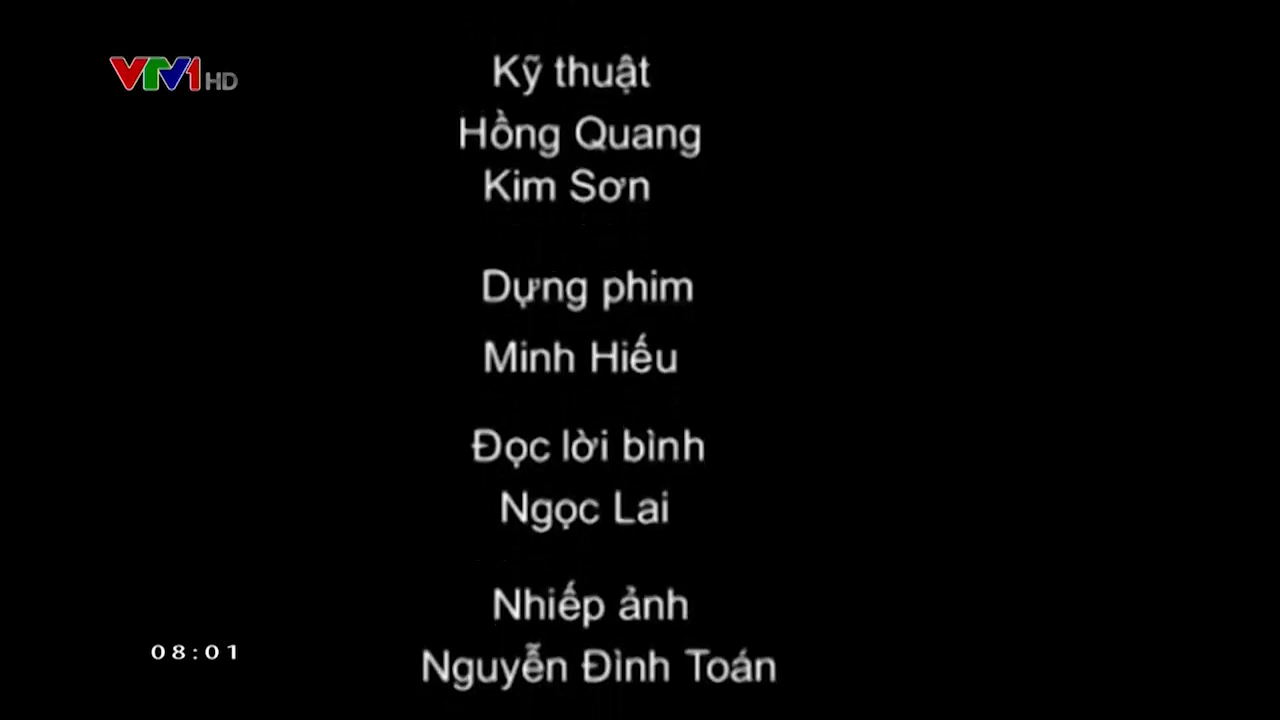 VTV1 HD
Kỹ thuật
Hồng Quang
Kim Sơn
Dựng phim
Minh Hiếu
Đọc lời bình
Ngọc Lai
Nhiếp ảnh
Nguyễn Đình Toán
08:01